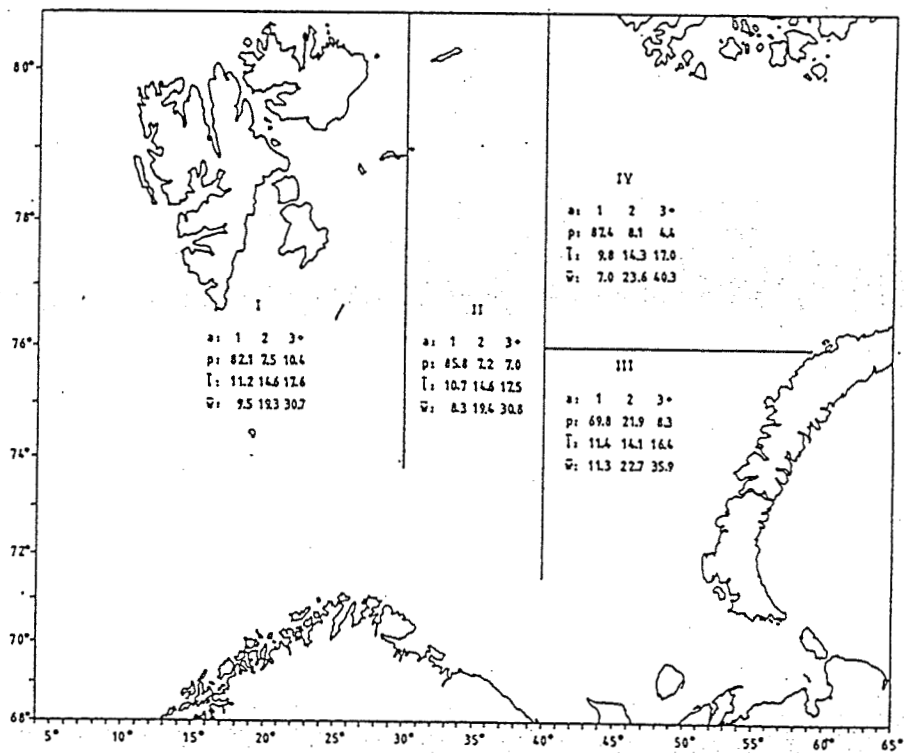 80°
78°
76°
74°
72°
70°
68°
I
a: 1 2 3+
p: 82.1 7.5 10.4
l̄: 11.2 14.6 17.6
w̄: 9.5 19.3 30.7
II
a: 1 2 3+
p: 85.8 7.2 7.0
l̄: 10.7 14.6 17.5
w̄: 8.3 19.4 30.8
IV
a: 1 2 3+
p: 87.4 8.1 4.4
l̄: 9.8 14.3 17.0
w̄: 7.0 23.6 40.3
III
a: 1 2 3+
p: 69.8 21.9 8.3
l̄: 11.4 14.1 16.4
w̄: 11.3 22.7 35.9
5° 10° 15° 20° 25° 30° 35° 40° 45° 50° 55° 60° 65°